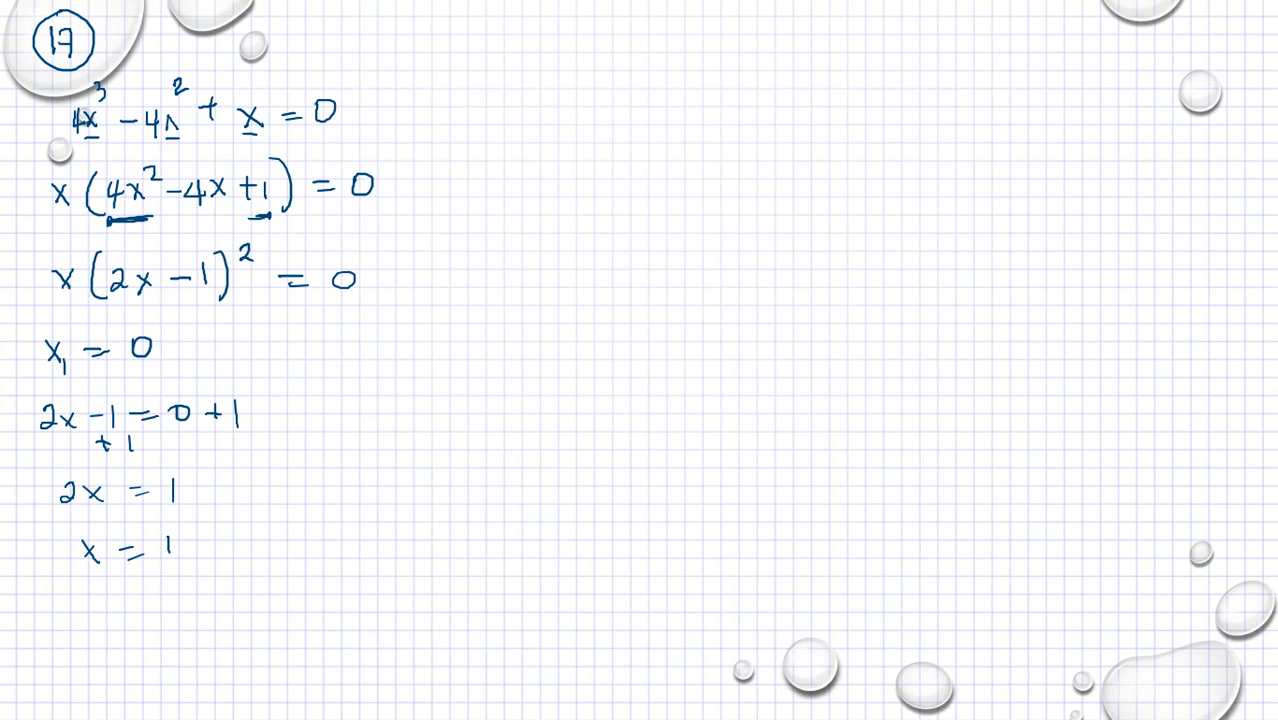 17
4x³ - 4x² + x = 0
x(4x² - 4x + 1) = 0
x(2x - 1)² = 0
x₁ = 0
2x - 1 = 0 + 1
+ 1
2x = 1
x = 1